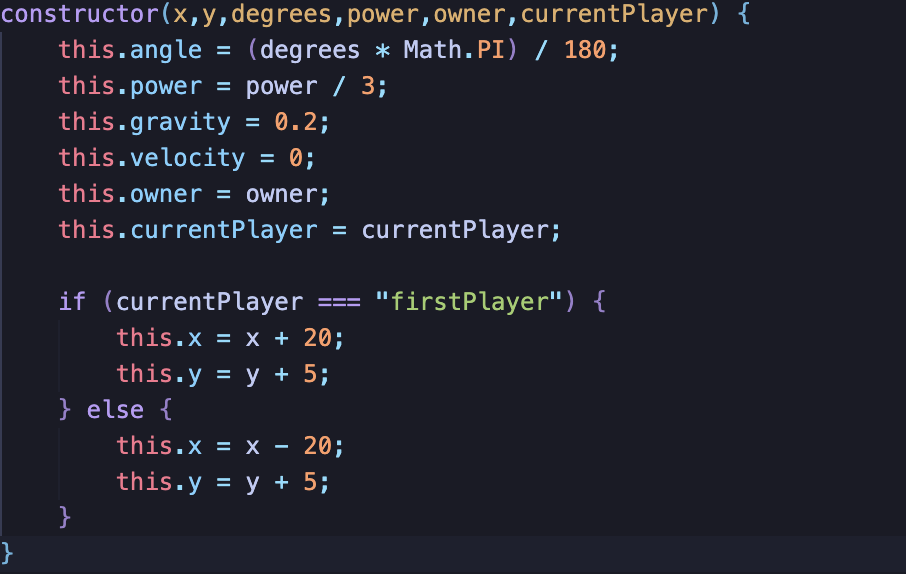 constructor(x,y,degrees,power,owner,currentPlayer) {
    this.angle = (degrees * Math.PI) / 180;
    this.power = power / 3;
    this.gravity = 0.2;
    this.velocity = 0;
    this.owner = owner;
    this.currentPlayer = currentPlayer;

    if (currentPlayer === "firstPlayer") {
        this.x = x + 20;
        this.y = y + 5;
    } else {
        this.x = x - 20;
        this.y = y + 5;
    }
}